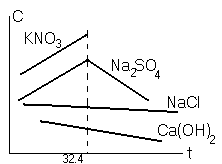 C
KNO₃
Na₂SO₄
NaCl
Ca(OH)₂
32.4
t